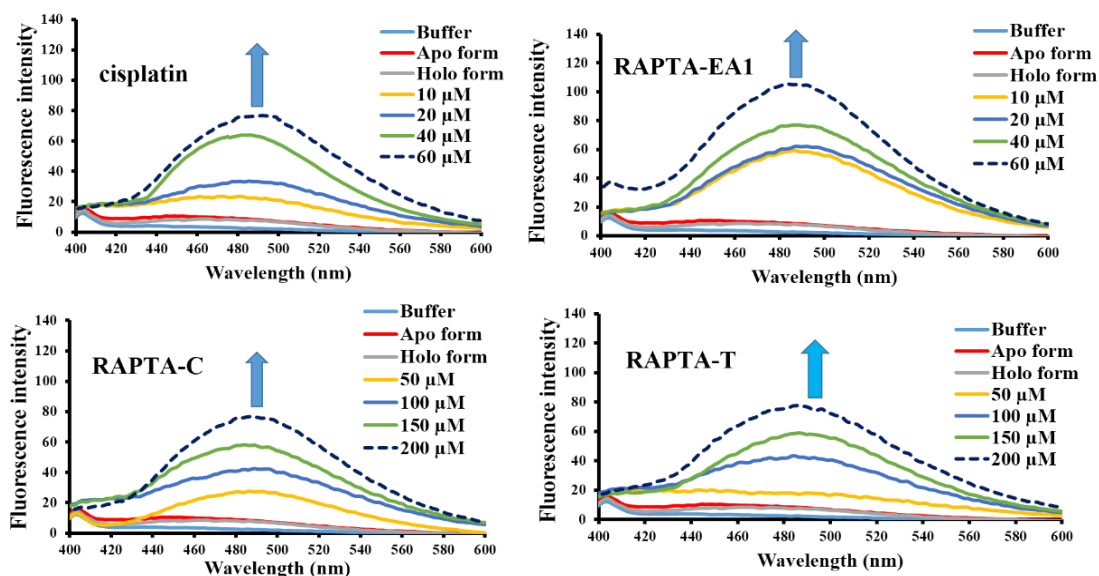 140
120
100
80
60
40
20
0
Fluorescence intensity
cisplatin
Buffer
Apo form
Holo form
10 µM
20 µM
40 µM
60 µM
400 420 440 460 480 500 520 540 560 580 600
Wavelength (nm)
140
120
100
80
60
40
20
0
Fluorescence intensity
RAPTA-EA1
Buffer
Apo form
Holo form
10 µM
20 µM
40 µM
60 µM
400 420 440 460 480 500 520 540 560 580 600
Wavelength (nm)
140
120
100
80
60
40
20
0
Fluorescence intensity
RAPTA-C
Buffer
Apo form
Holo form
50 µM
100 µM
150 µM
200 µM
400 420 440 460 480 500 520 540 560 580 600
Wavelength (nm)
140
120
100
80
60
40
20
0
Fluorescence intensity
RAPTA-T
Buffer
Apo form
Holo form
50 µM
100 µM
150 µM
200 µM
400 420 440 460 480 500 520 540 560 580 600
Wavelength (nm)